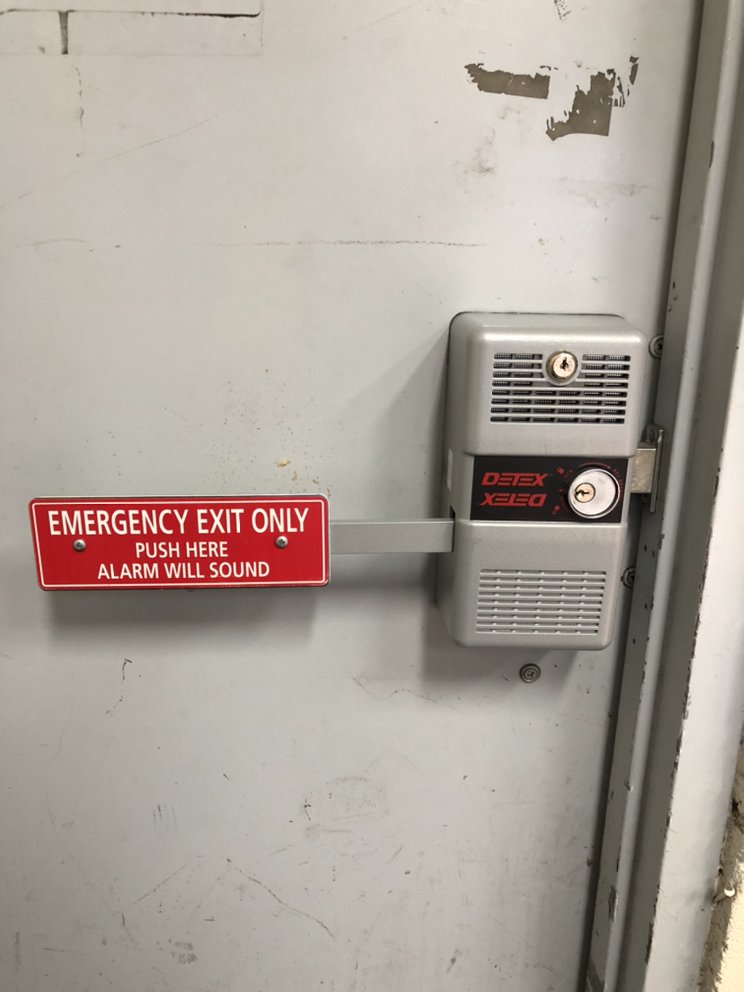 EMERGENCY EXIT ONLY
PUSH HERE
ALARM WILL SOUND
DETEX
DETEX